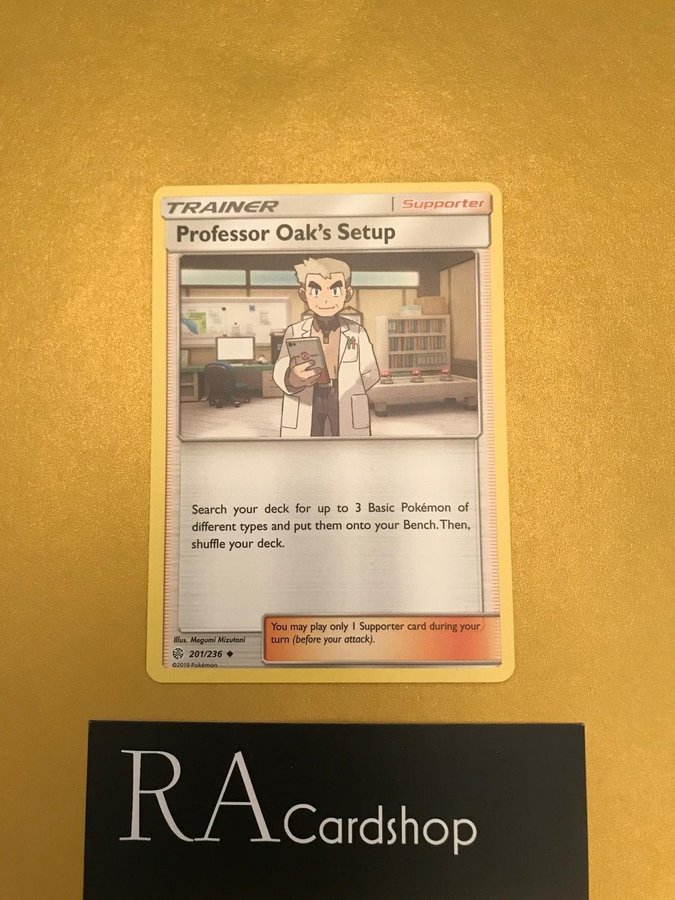 TRAINER
Supporter
Professor Oak's Setup
Search your deck for up to 3 Basic Pokémon of
different types and put them onto your Bench. Then,
shuffle your deck.
You may play only 1 Supporter card during your
turn (before your attack).
Illus. Megumi Mizutani
201/236
©2019 Pokémon
RA Cardshop